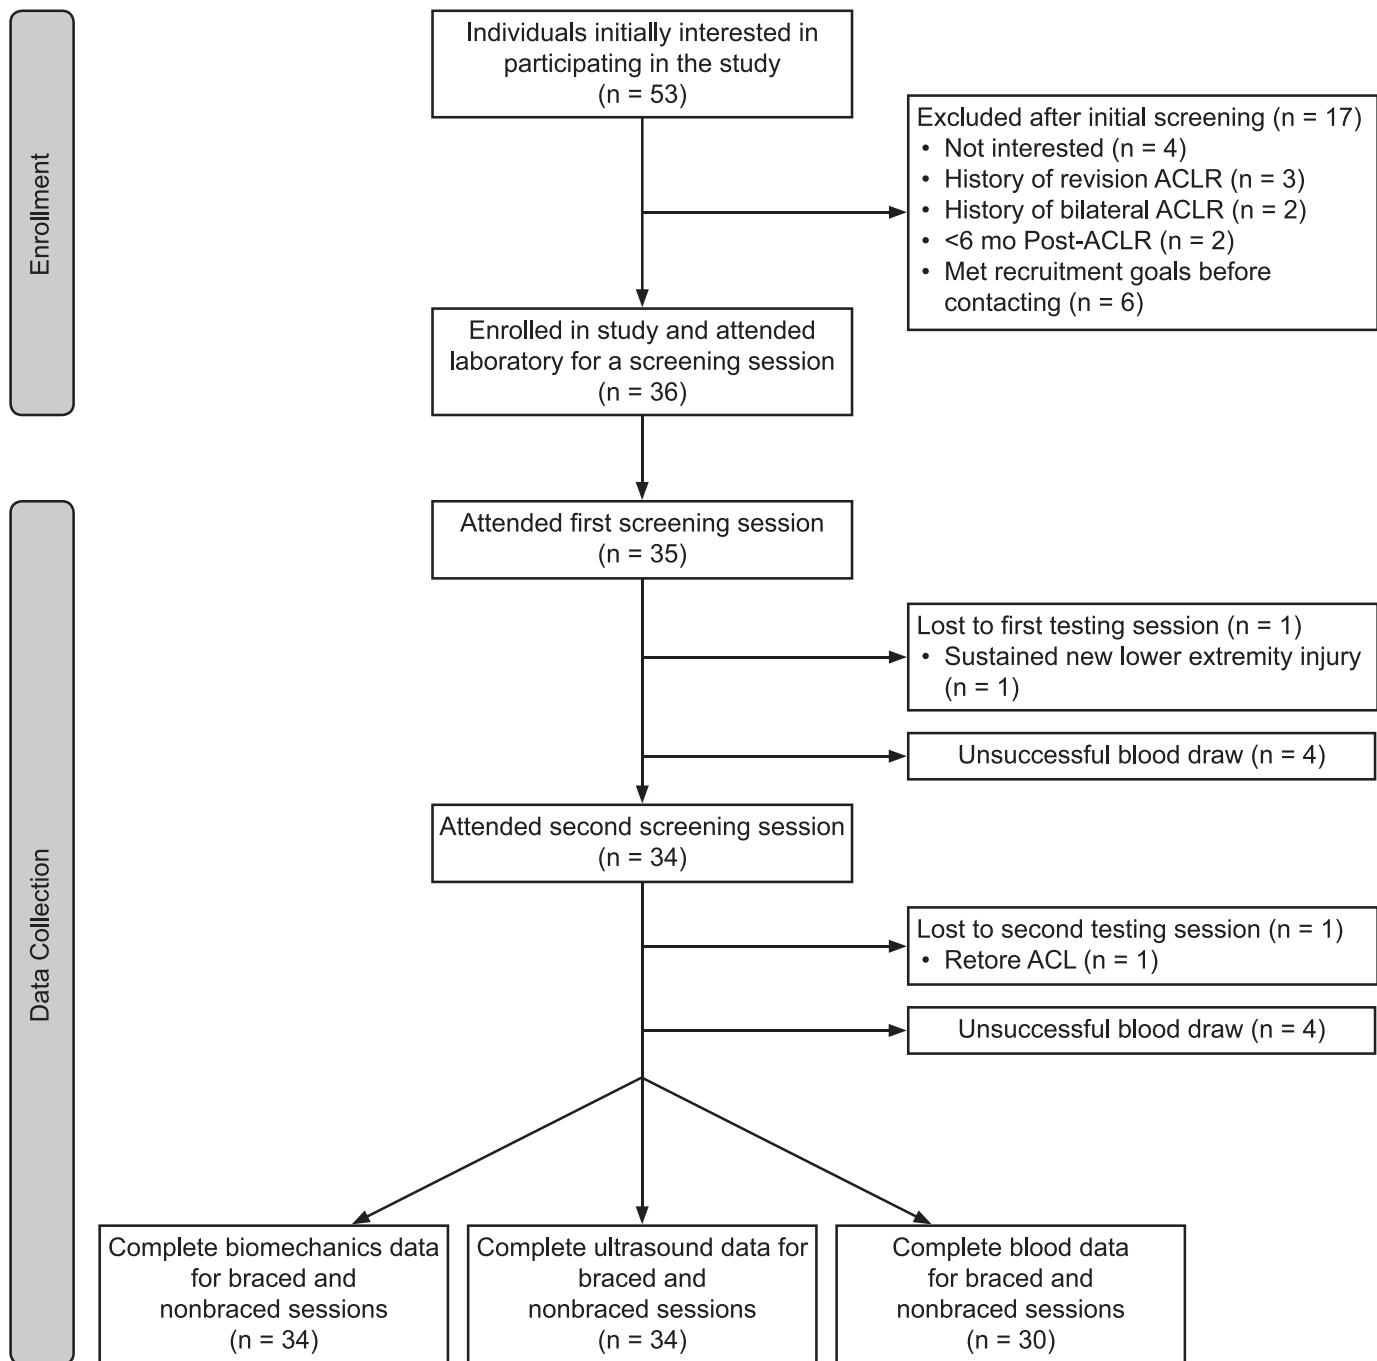 Enrollment
Individuals initially interested in
participating in the study
(n = 53)
Excluded after initial screening (n = 17)
• Not interested (n = 4)
• History of revision ACLR (n = 3)
• History of bilateral ACLR (n = 2)
• <6 mo Post-ACLR (n = 2)
• Met recruitment goals before
contacting (n = 6)
Enrolled in study and attended
laboratory for a screening session
(n = 36)
Data Collection
Attended first screening session
(n = 35)
Lost to first testing session (n = 1)
• Sustained new lower extremity injury
(n = 1)
Unsuccessful blood draw (n = 4)
Attended second screening session
(n = 34)
Lost to second testing session (n = 1)
• Retore ACL (n = 1)
Unsuccessful blood draw (n = 4)
Complete biomechanics data
for braced and
nonbraced sessions
(n = 34)
Complete ultrasound data for
braced and
nonbraced sessions
(n = 34)
Complete blood data
for braced and
nonbraced sessions
(n = 30)